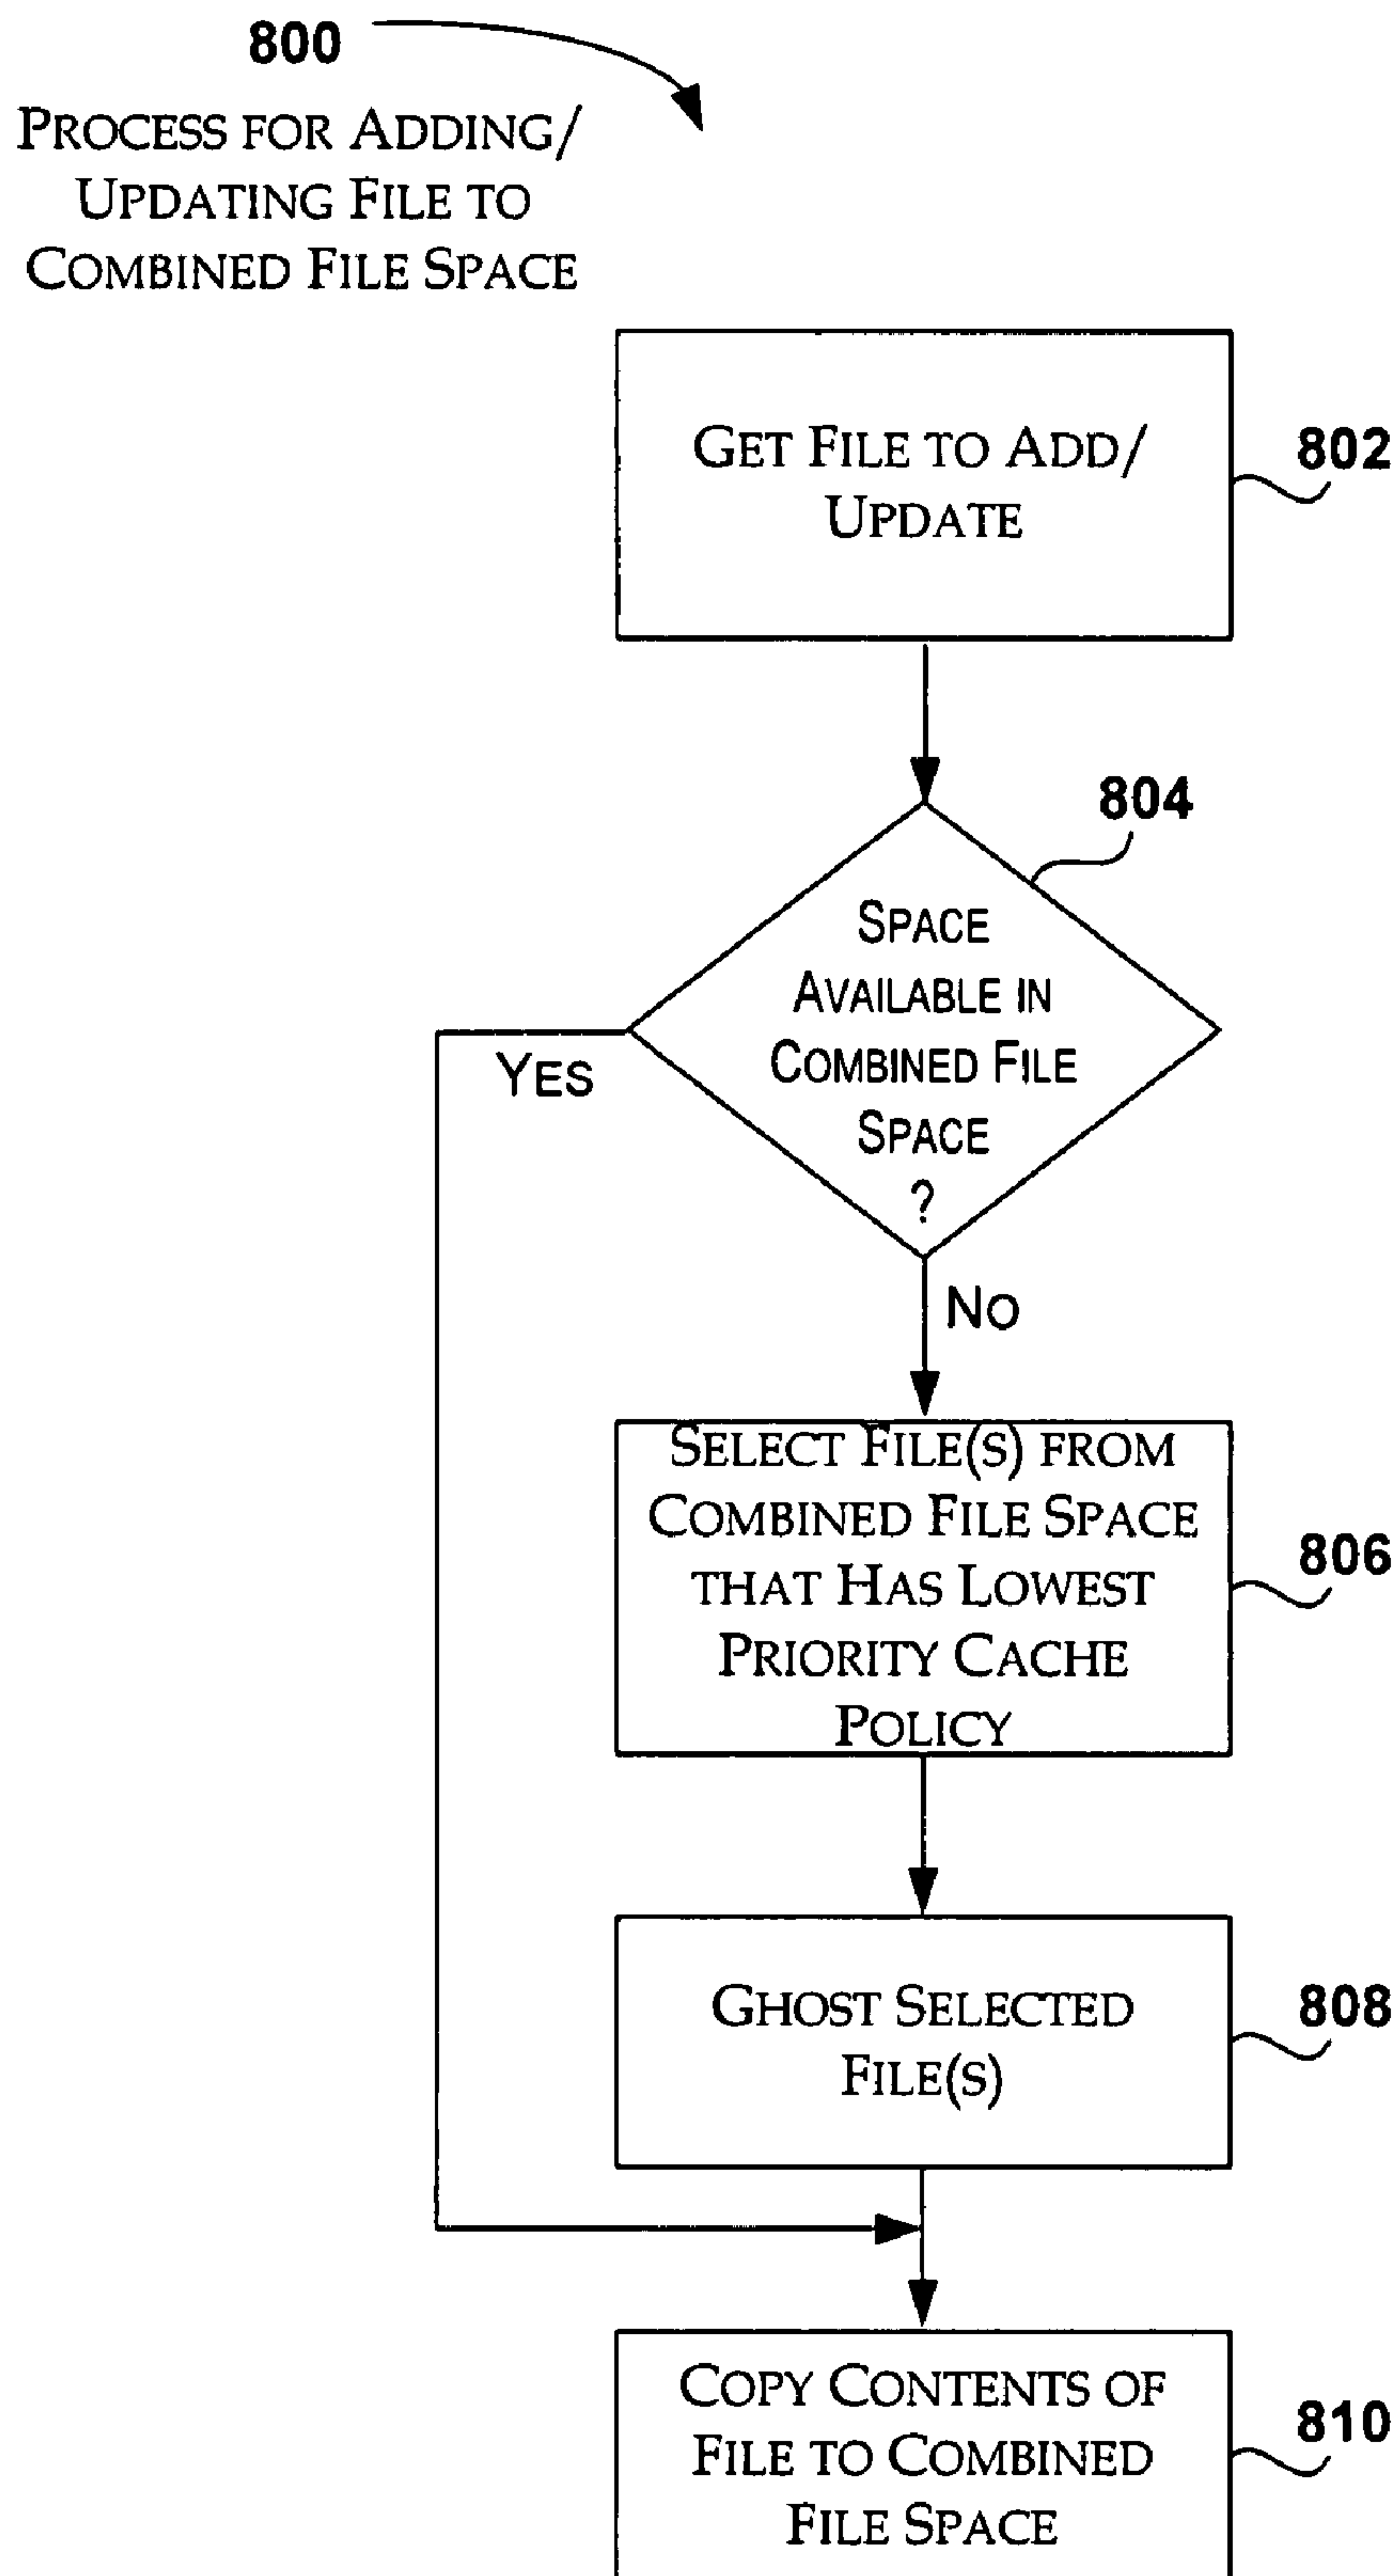 800
PROCESS FOR ADDING/
UPDATING FILE TO
COMBINED FILE SPACE
GET FILE TO ADD/
UPDATE
802
804
SPACE
AVAILABLE IN
COMBINED FILE
SPACE
?
YES
NO
SELECT FILE(S) FROM
COMBINED FILE SPACE
THAT HAS LOWEST
PRIORITY CACHE
POLICY
806
GHOST SELECTED
FILE(S)
808
COPY CONTENTS OF
FILE TO COMBINED
FILE SPACE
810